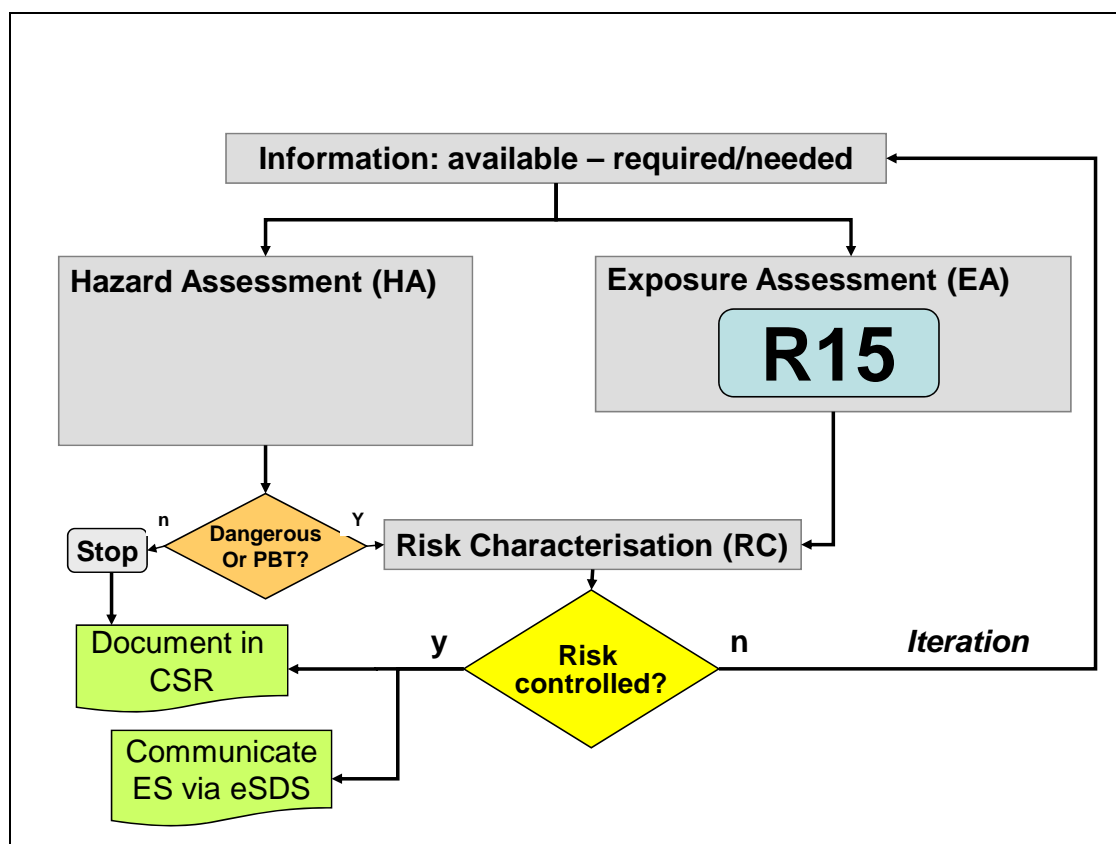 Information: available – required/needed
Hazard Assessment (HA)
Exposure Assessment (EA)
R15
n
Y
Dangerous
Or PBT?
Stop
Risk Characterisation (RC)
Document in
CSR
y
n
Iteration
Risk
controlled?
Communicate
ES via eSDS